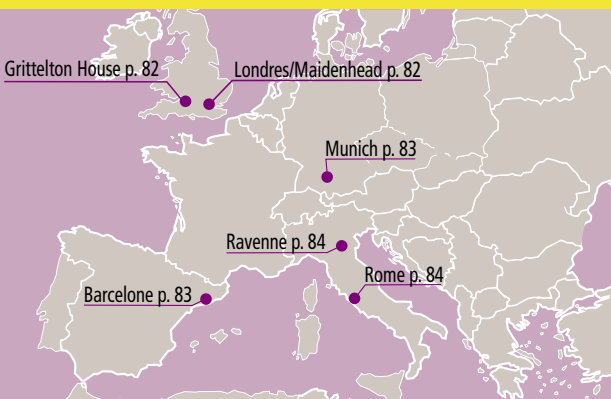 Grittelton House p. 82
Londres/Maidenhead p. 82
Munich p. 83
Ravenne p. 84
Rome p. 84
Barcelone p. 83